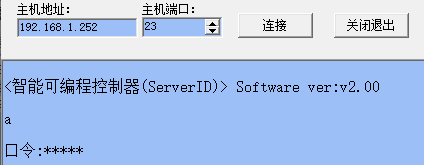 主机地址: 主机端口:
192.168.1.252 23 连接 关闭退出
<智能可编程控制器(ServerID)> Software ver:v2.00
a
口令:*****